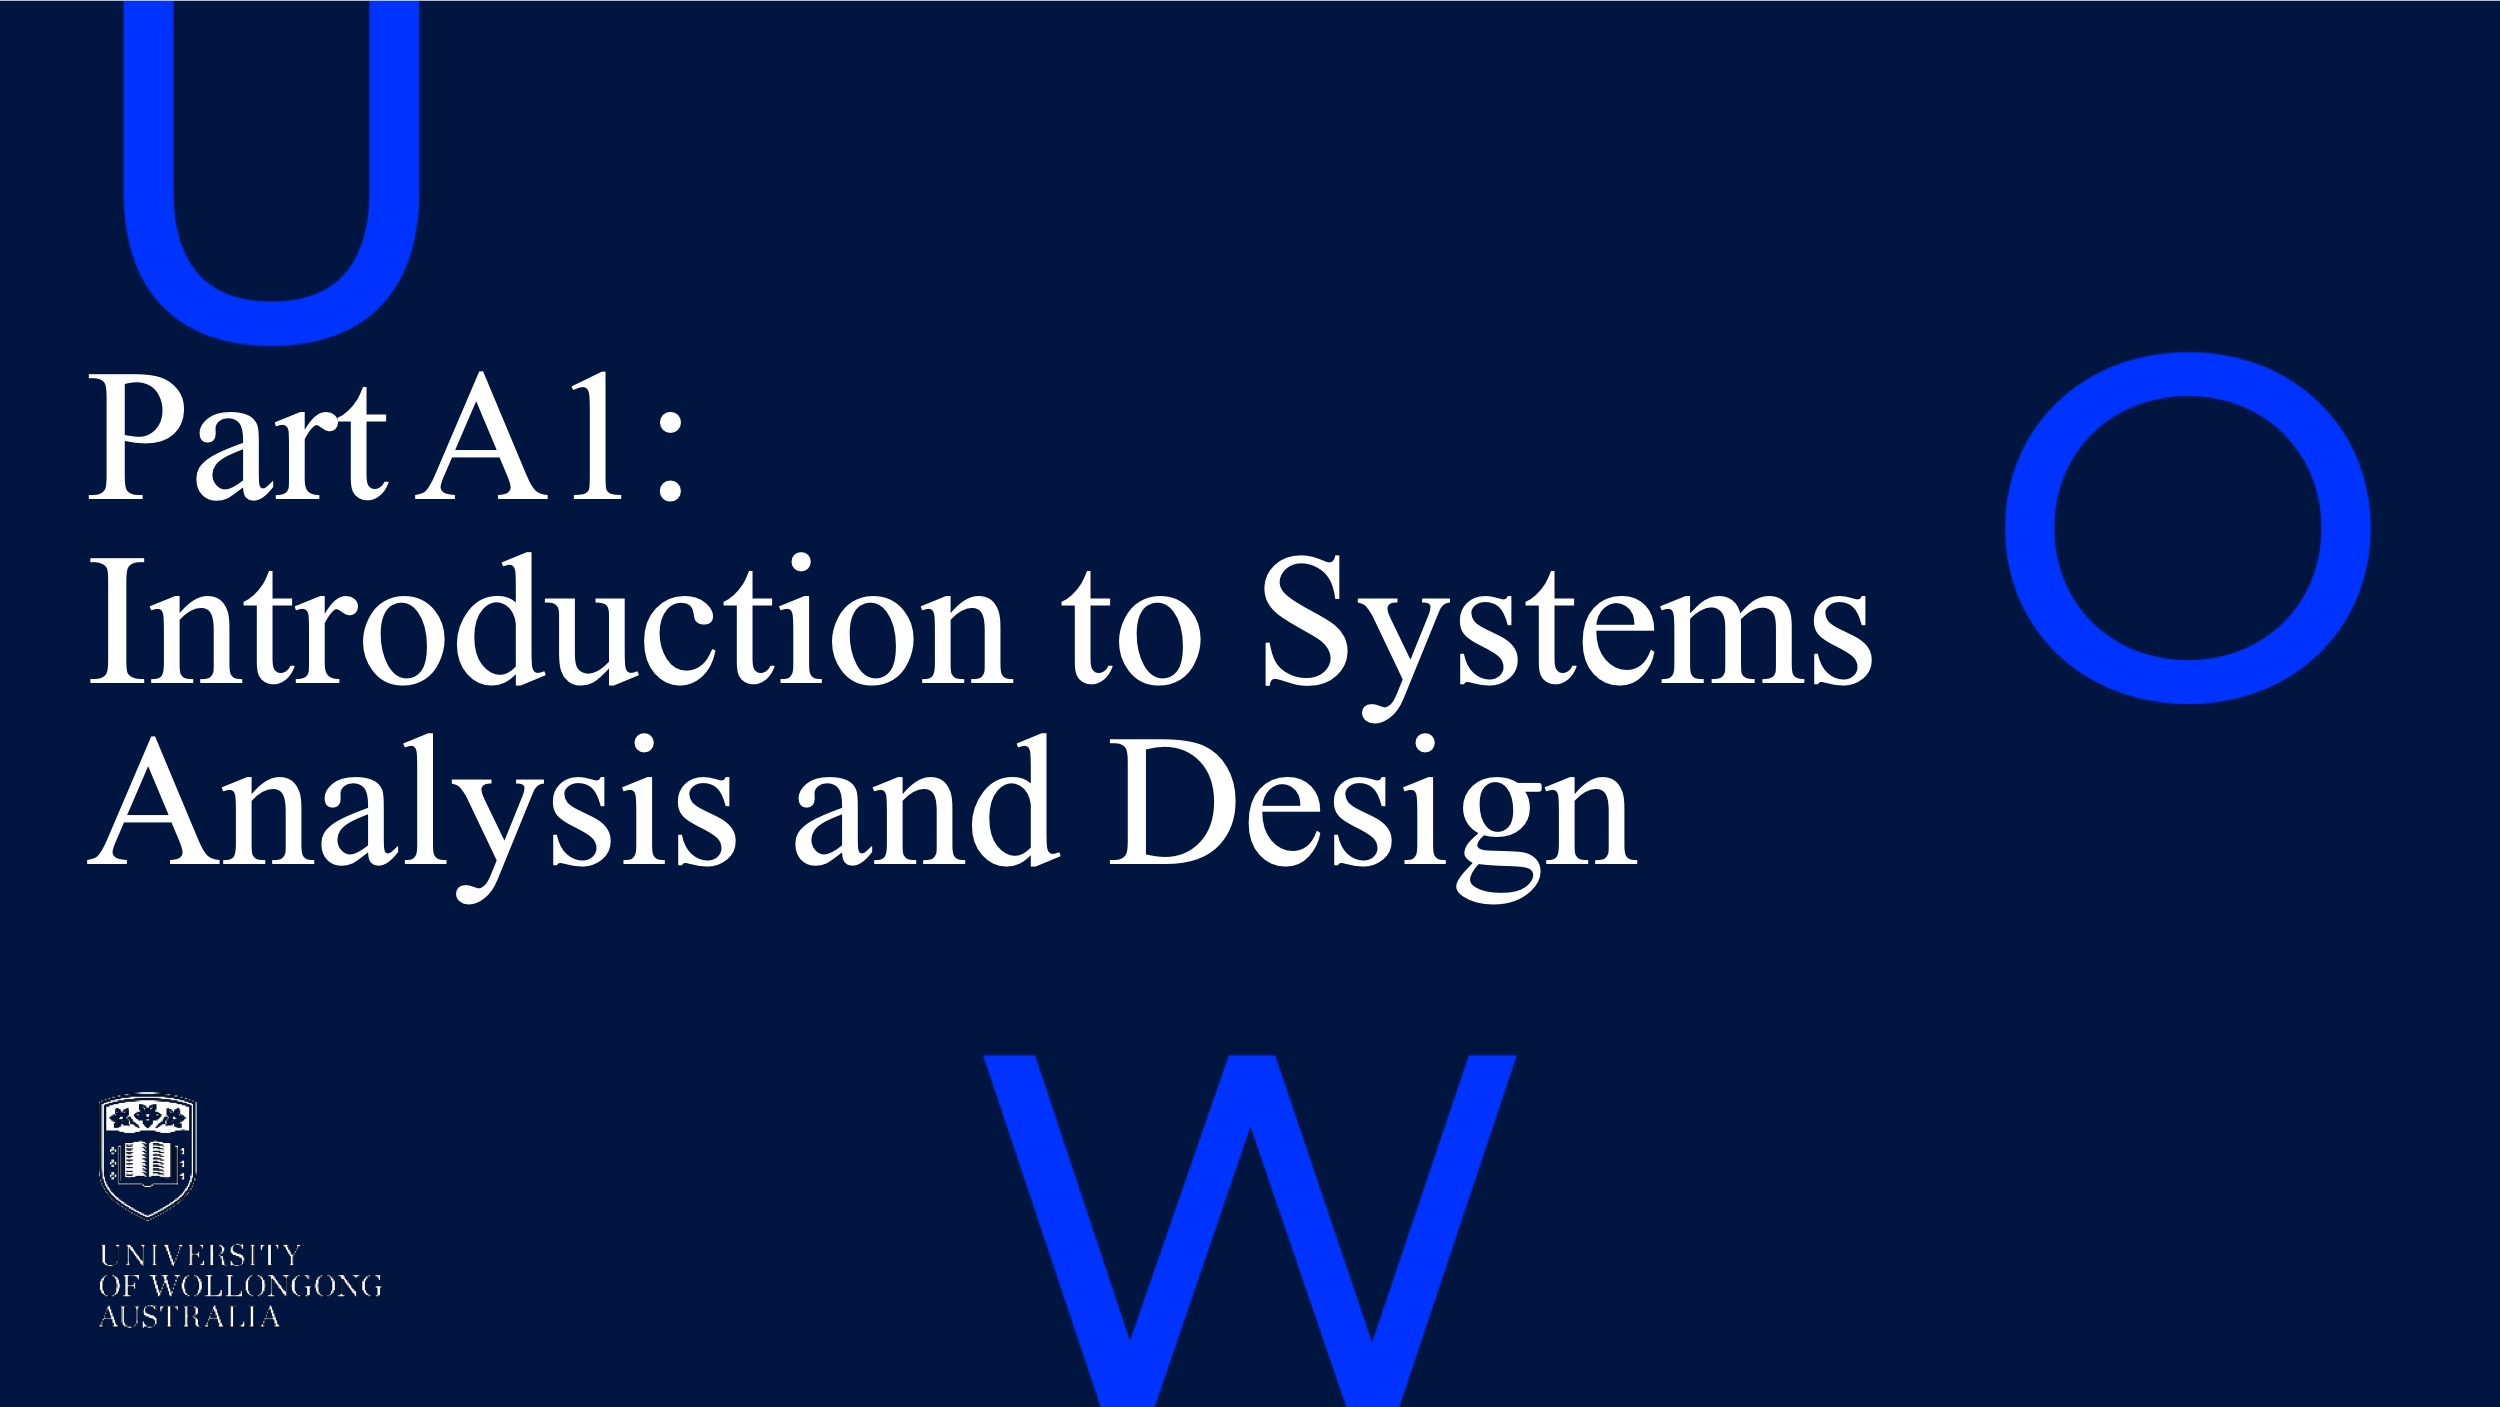 U
Part A1:
Introduction to Systems
Analysis and Design
O
W
UNIVERSITY
OF WOLLONGONG
AUSTRALIA